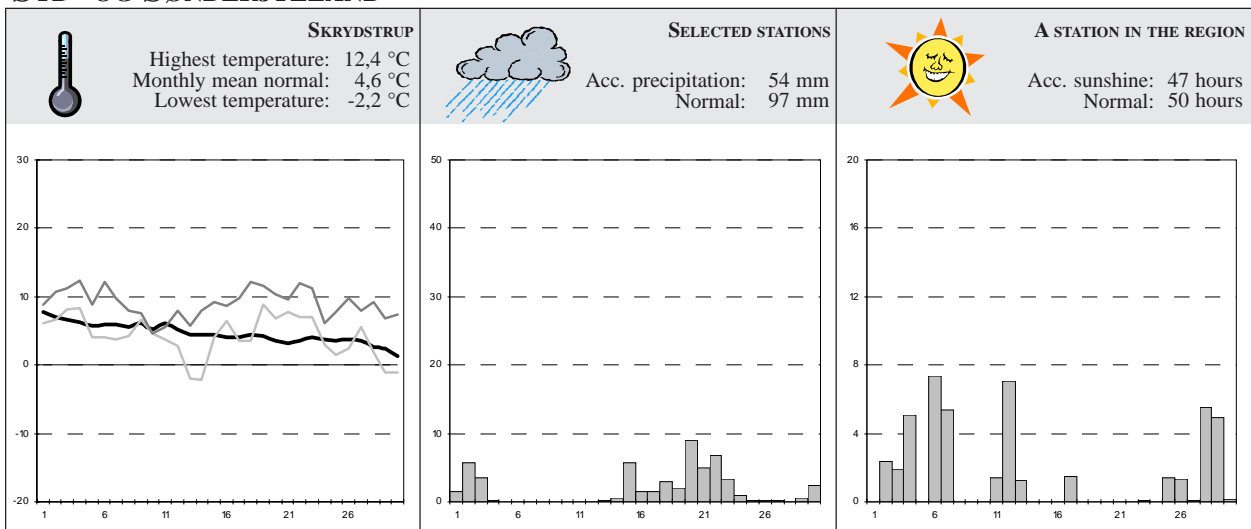 SKRYDSTRUP
Highest temperature: 12,4 °C
Monthly mean normal: 4,6 °C
Lowest temperature: -2,2 °C
SELECTED STATIONS
Acc. precipitation: 54 mm
Normal: 97 mm
A STATION IN THE REGION
Acc. sunshine: 47 hours
Normal: 50 hours
30
20
10
0
-10
-20
1 6 11 16 21 26
50
40
30
20
10
0
1 6 11 16 21 26
20
16
12
8
4
0
1 6 11 16 21 26